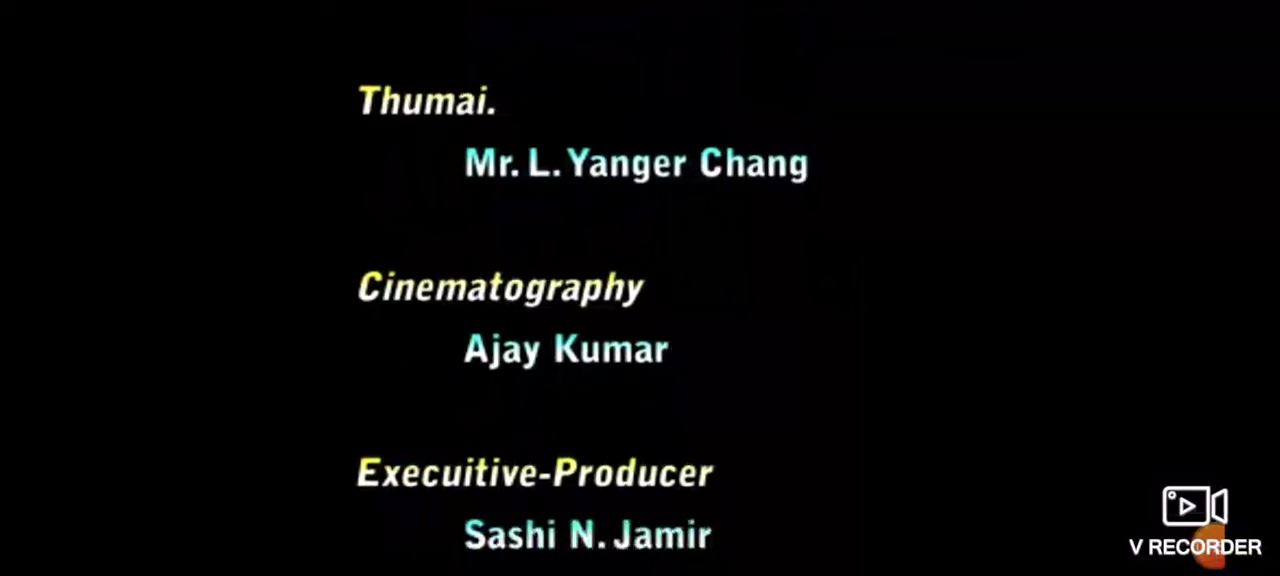 Thumai.
Mr. L. Yanger Chang
Cinematography
Ajay Kumar
Execuitive-Producer
Sashi N. Jamir
V RECORDER